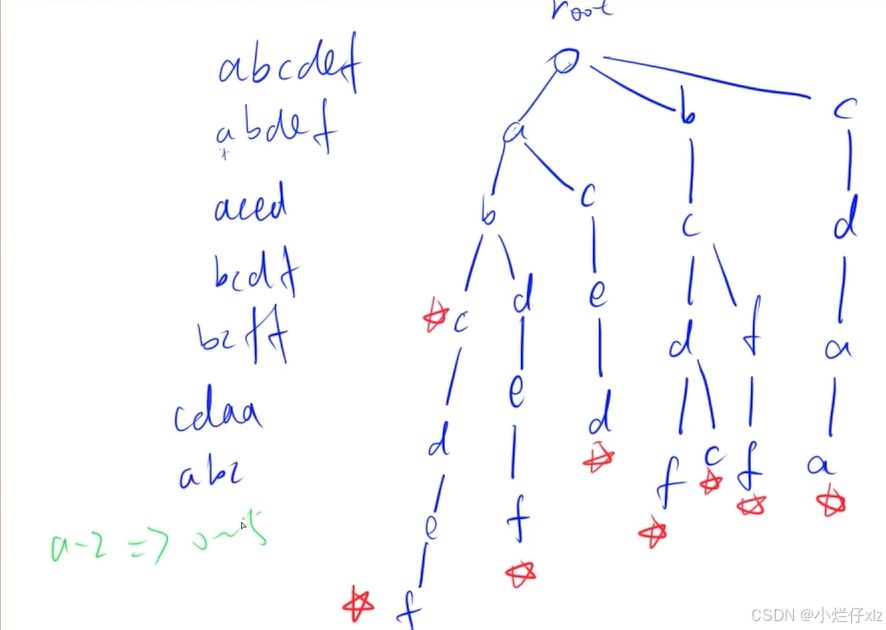 root
abcdef
abdef
aced
bcdf
bcff
cdaa
abc
a-z => 0~25
a
b
c
b
c
c
d
c
d
e
d
f
a
d
e
d
f
c
f
a
e
f
f
CSDN @小烂仔xlz